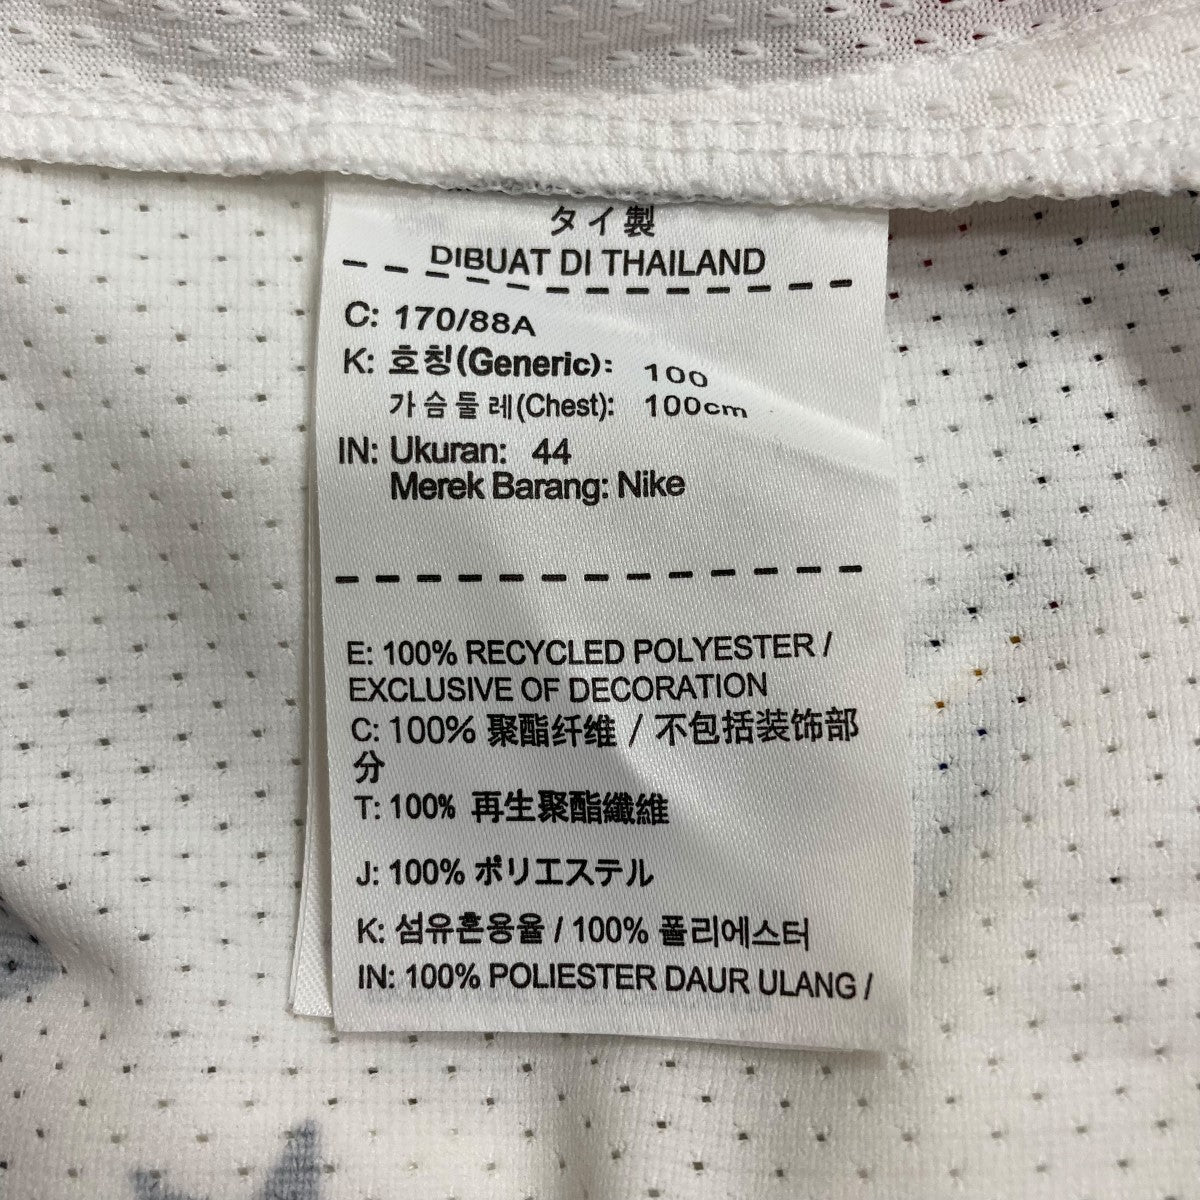 タイ製
DIBUAT DI THAILAND
C: 170/88A
K: 호칭(Generic): 100
가슴둘레(Chest): 100cm
IN: Ukuran: 44
Merek Barang: Nike
E: 100% RECYCLED POLYESTER /
EXCLUSIVE OF DECORATION
C: 100% 聚酯纤维 / 不包括装饰部
分
T: 100% 再生聚酯纖維
J: 100% ポリエステル
K: 섬유혼용율 / 100% 폴리에스터
IN: 100% POLIESTER DAUR ULANG /